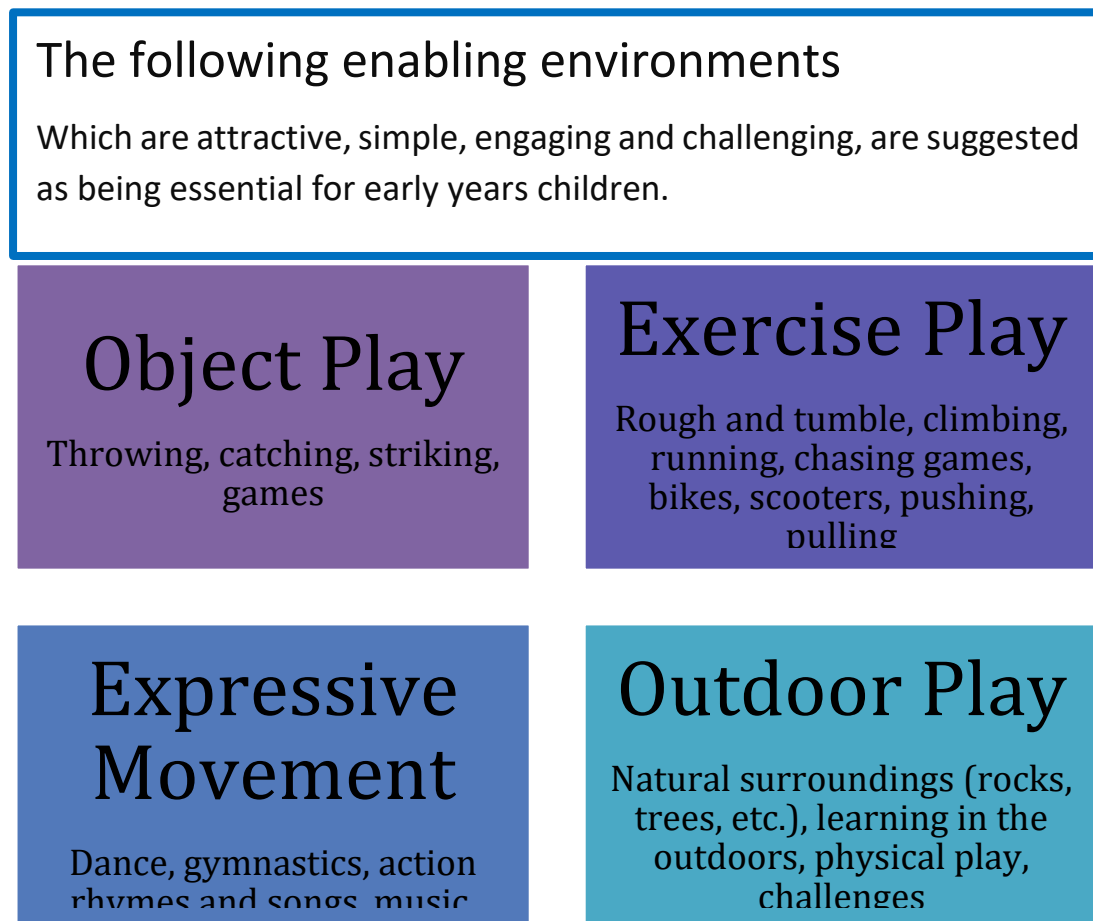 The following enabling environments
Which are attractive, simple, engaging and challenging, are suggested
as being essential for early years children.
Object Play
Throwing, catching, striking,
games
Exercise Play
Rough and tumble, climbing,
running, chasing games,
bikes, scooters, pushing,
pulling
Expressive
Movement
Dance, gymnastics, action
rhymes and songs, music
Outdoor Play
Natural surroundings (rocks,
trees, etc.), learning in the
outdoors, physical play,
challenges